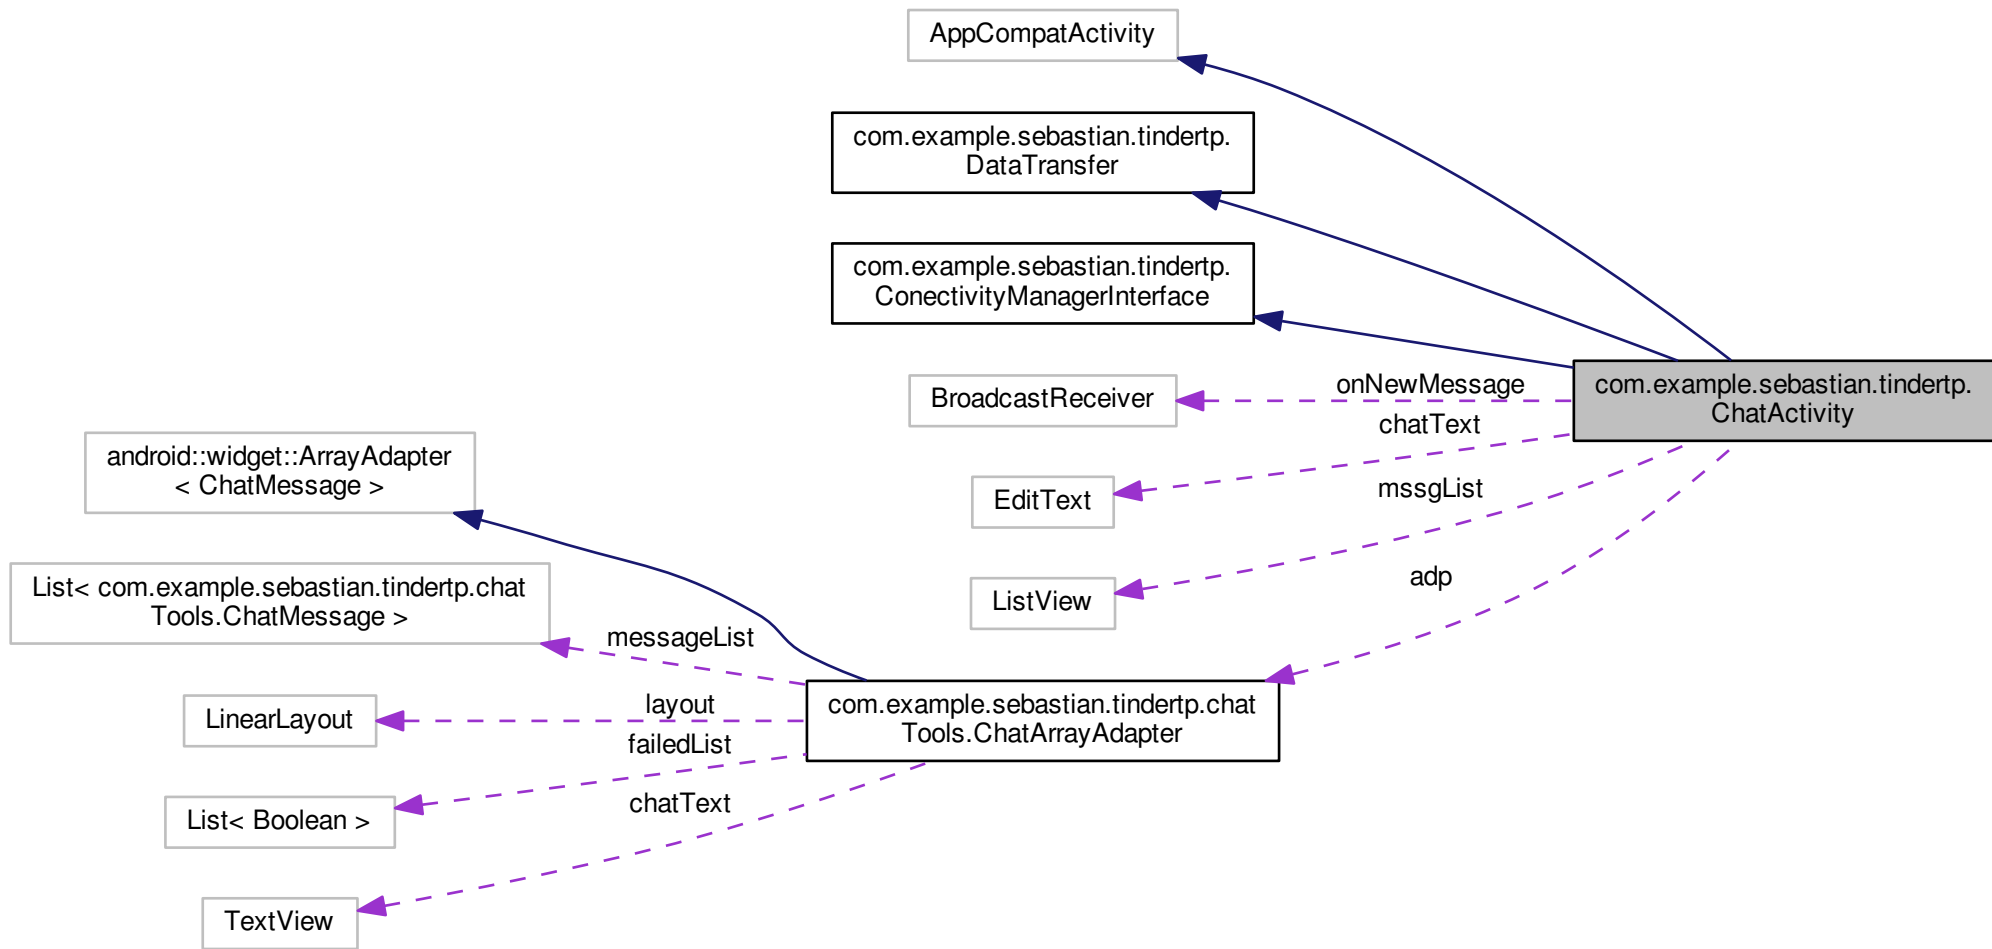 AppCompatActivity
com.example.sebastian.tindertp.
DataTransfer
com.example.sebastian.tindertp.
ConectivityManagerInterface
BroadcastReceiver
onNewMessage
com.example.sebastian.tindertp.
ChatActivity
chatText
EditText
mssgList
ListView
adp
android::widget::ArrayAdapter
< ChatMessage >
List< com.example.sebastian.tindertp.chat
Tools.ChatMessage >
messageList
LinearLayout
layout
com.example.sebastian.tindertp.chat
Tools.ChatArrayAdapter
failedList
List< Boolean >
chatText
TextView